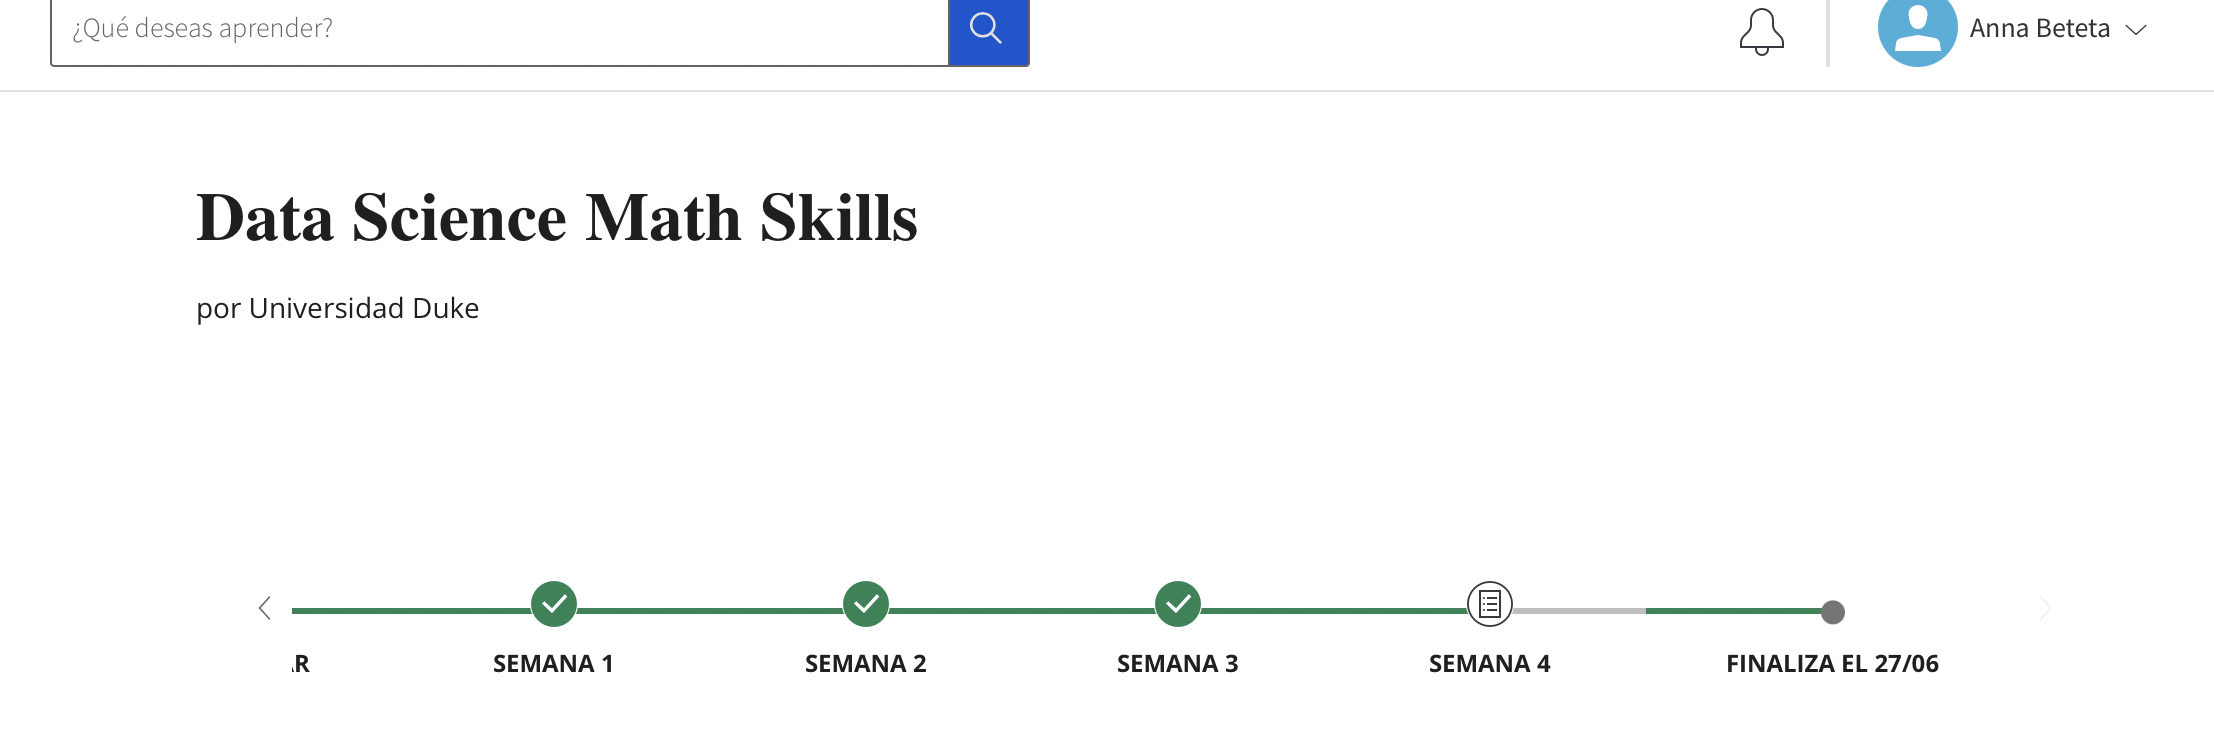 ¿Qué deseas aprender?
Anna Beteta
Data Science Math Skills
por Universidad Duke
SEMANA 1
SEMANA 2
SEMANA 3
SEMANA 4
FINALIZA EL 27/06